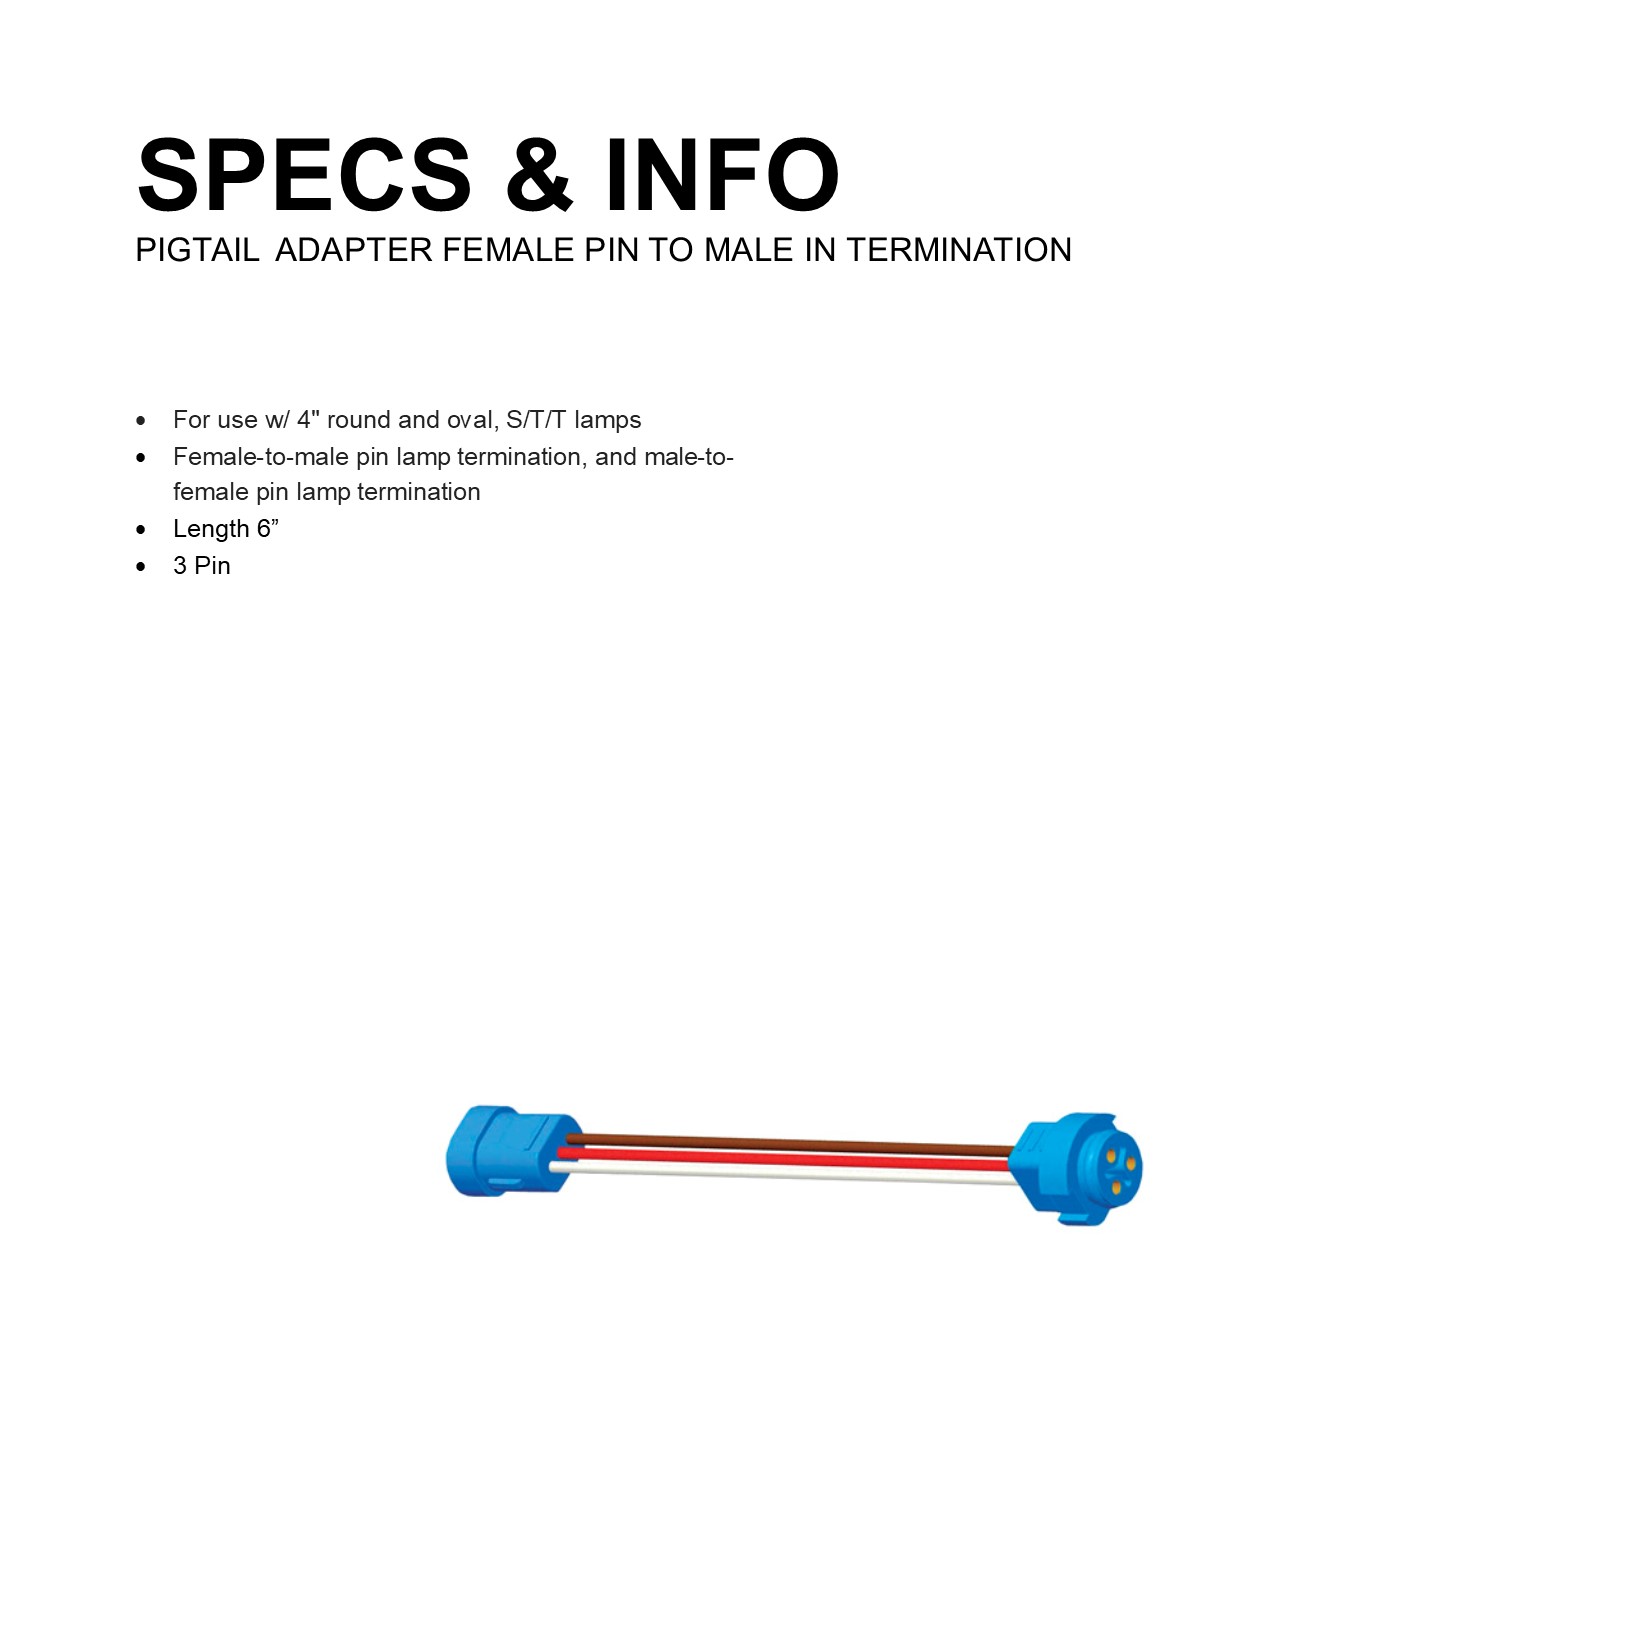 SPECS & INFO
PIGTAIL  ADAPTER FEMALE PIN TO MALE IN TERMINATION
• For use w/ 4" round and oval, S/T/T lamps
• Female-to-male pin lamp termination, and male-to-
female pin lamp termination
• Length 6”
• 3 Pin